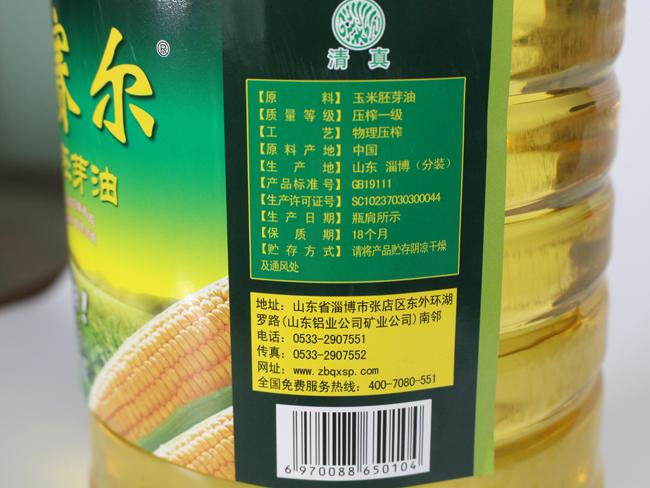 赛尔®
胚芽油
清真
【原料】 玉米胚芽油
【质量等级】 压榨一级
【工艺】 物理压榨
【原料产地】 中国
【生产地】 山东 淄博（分装）
【产品标准号】 GB19111
【生产许可证号】 SC10237030300044
【生产日期】 瓶肩所示
【保质期】 18个月
【贮存方式】 请将产品贮存阴凉干燥
及通风处
地址：山东省淄博市张店区东外环湖
罗路(山东铝业公司矿业公司)南邻
电话：0533-2907551
传真：0533-2907552
网址：www.zbqxsp.com
全国免费服务热线：400-7080-551
6 970088 650104